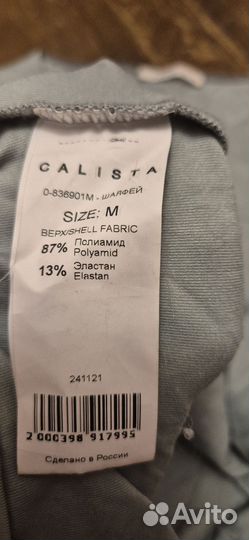 CALISTA
0-836901M - ШАЛФЕЙ
SIZE: M
ВЕРХ/SHELL FABRIC
87% Полиамид
Polyamid
13% Эластан
Elastan
241121
2 000398 917995
Сделано в России
Avito